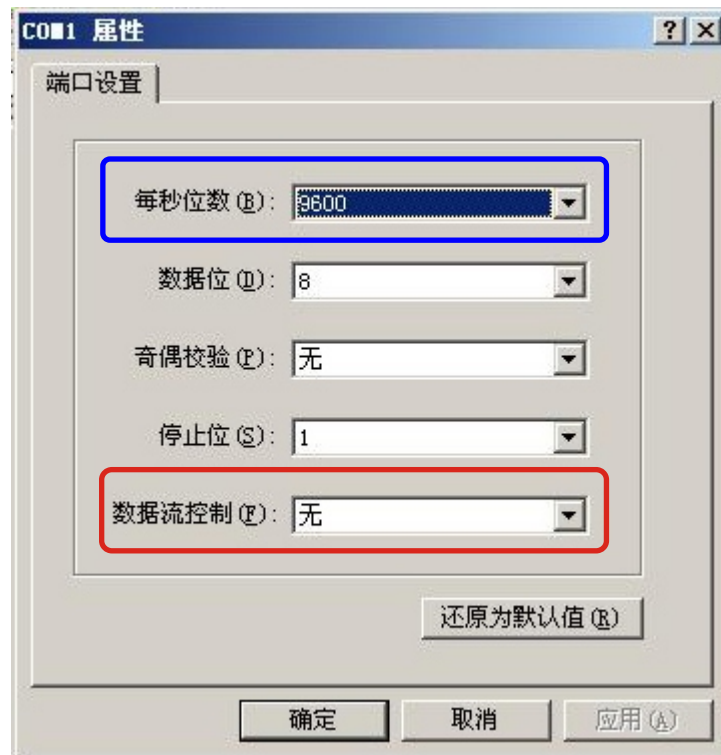 COM1 属性
端口设置
每秒位数(B): 9600
数据位(D): 8
奇偶校验(P): 无
停止位(S): 1
数据流控制(F): 无
还原为默认值(R)
确定 取消 应用(A)